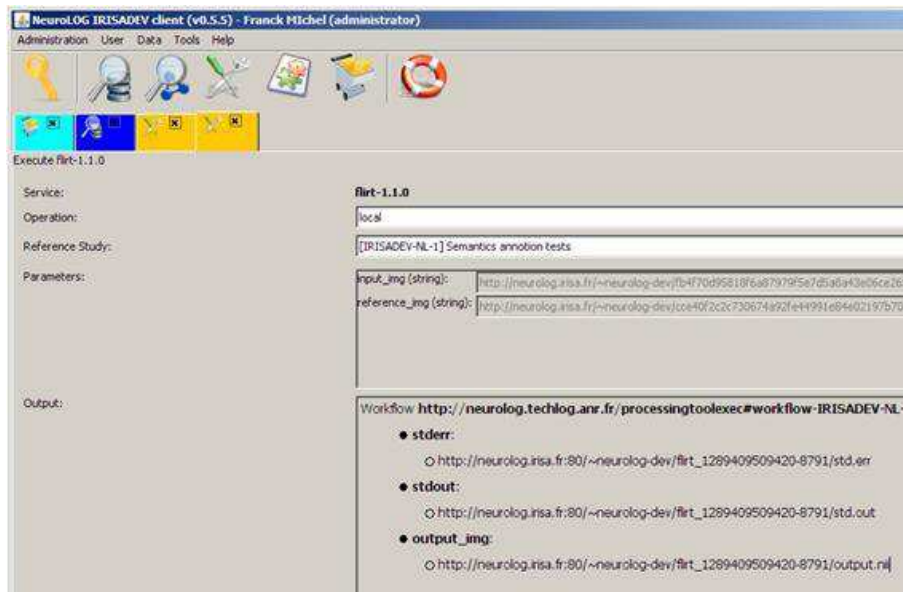 NeuroLOG IRISADEV client (v0.5.5) - Franck MIchel (administrator)
Administration User Data Tools Help
Execute flirt-1.1.0
Service: flirt-1.1.0
Operation: local
Reference Study: [IRISADEV-NL-1] Semantics annotion tests
Parameters: input_img (string):
reference_img (string):
Output: Workflow http://neurolog.techlog.anr.fr/processingtoolexec#workflow-IRISADEV-NL-
stderr:
http://neurolog.irisa.fr:80/~neurolog-dev/flirt_1289409509420-8791/std.err
stdout:
http://neurolog.irisa.fr:80/~neurolog-dev/flirt_1289409509420-8791/std.out
output_img:
http://neurolog.irisa.fr:80/~neurolog-dev/flirt_1289409509420-8791/output.nii